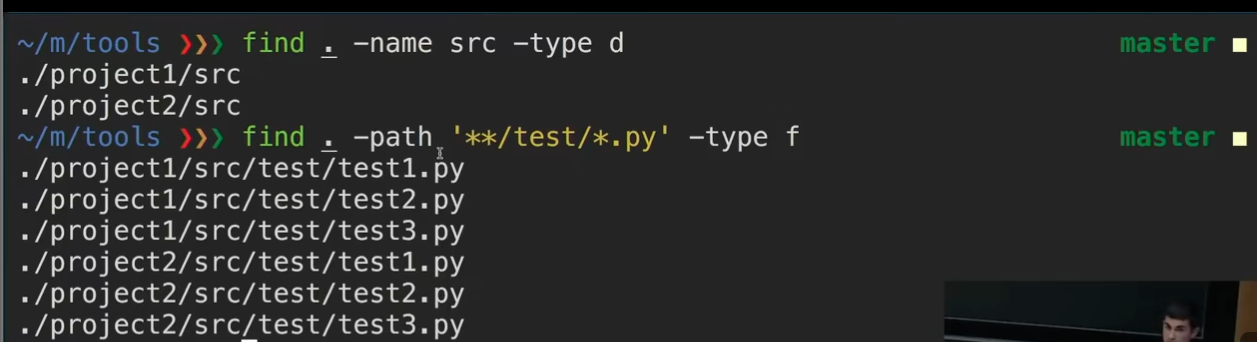 ~/m/tools ❯❯❯ find . -name src -type d master ■
./project1/src
./project2/src
~/m/tools ❯❯❯ find . -path '**/test/*.py' -type f master ■
./project1/src/test/test1.py
./project1/src/test/test2.py
./project1/src/test/test3.py
./project2/src/test/test1.py
./project2/src/test/test2.py
./project2/src/test/test3.py